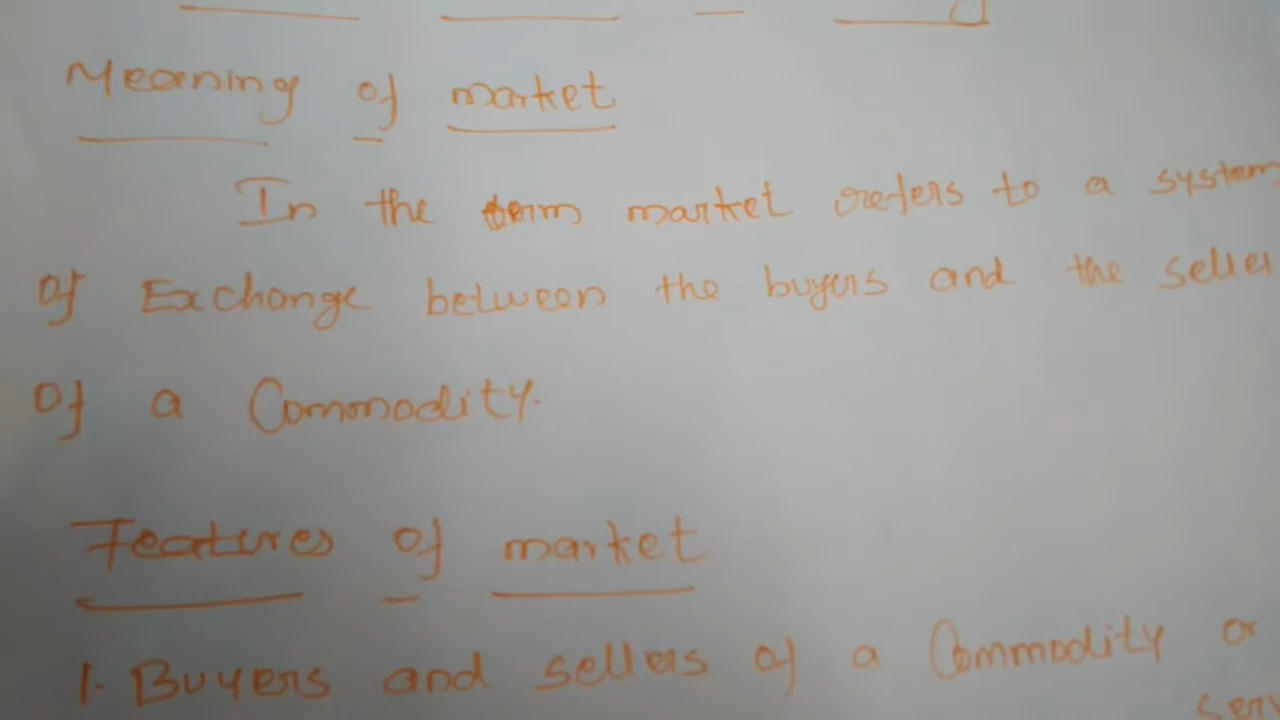 Meaning of market
In the term market refers to a system
Of Exchange between the buyers and the seller
Of a Commodity.
Features of market
1. Buyers and sellers of a Commodity or